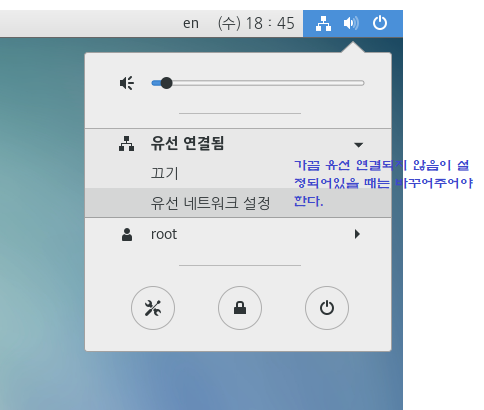 en (수) 18 : 45
유선 연결됨
끄기
가끔 유선 연결되지 않음이 설
정되어있을 때는 바꾸어주어야
한다.
유선 네트워크 설정
root